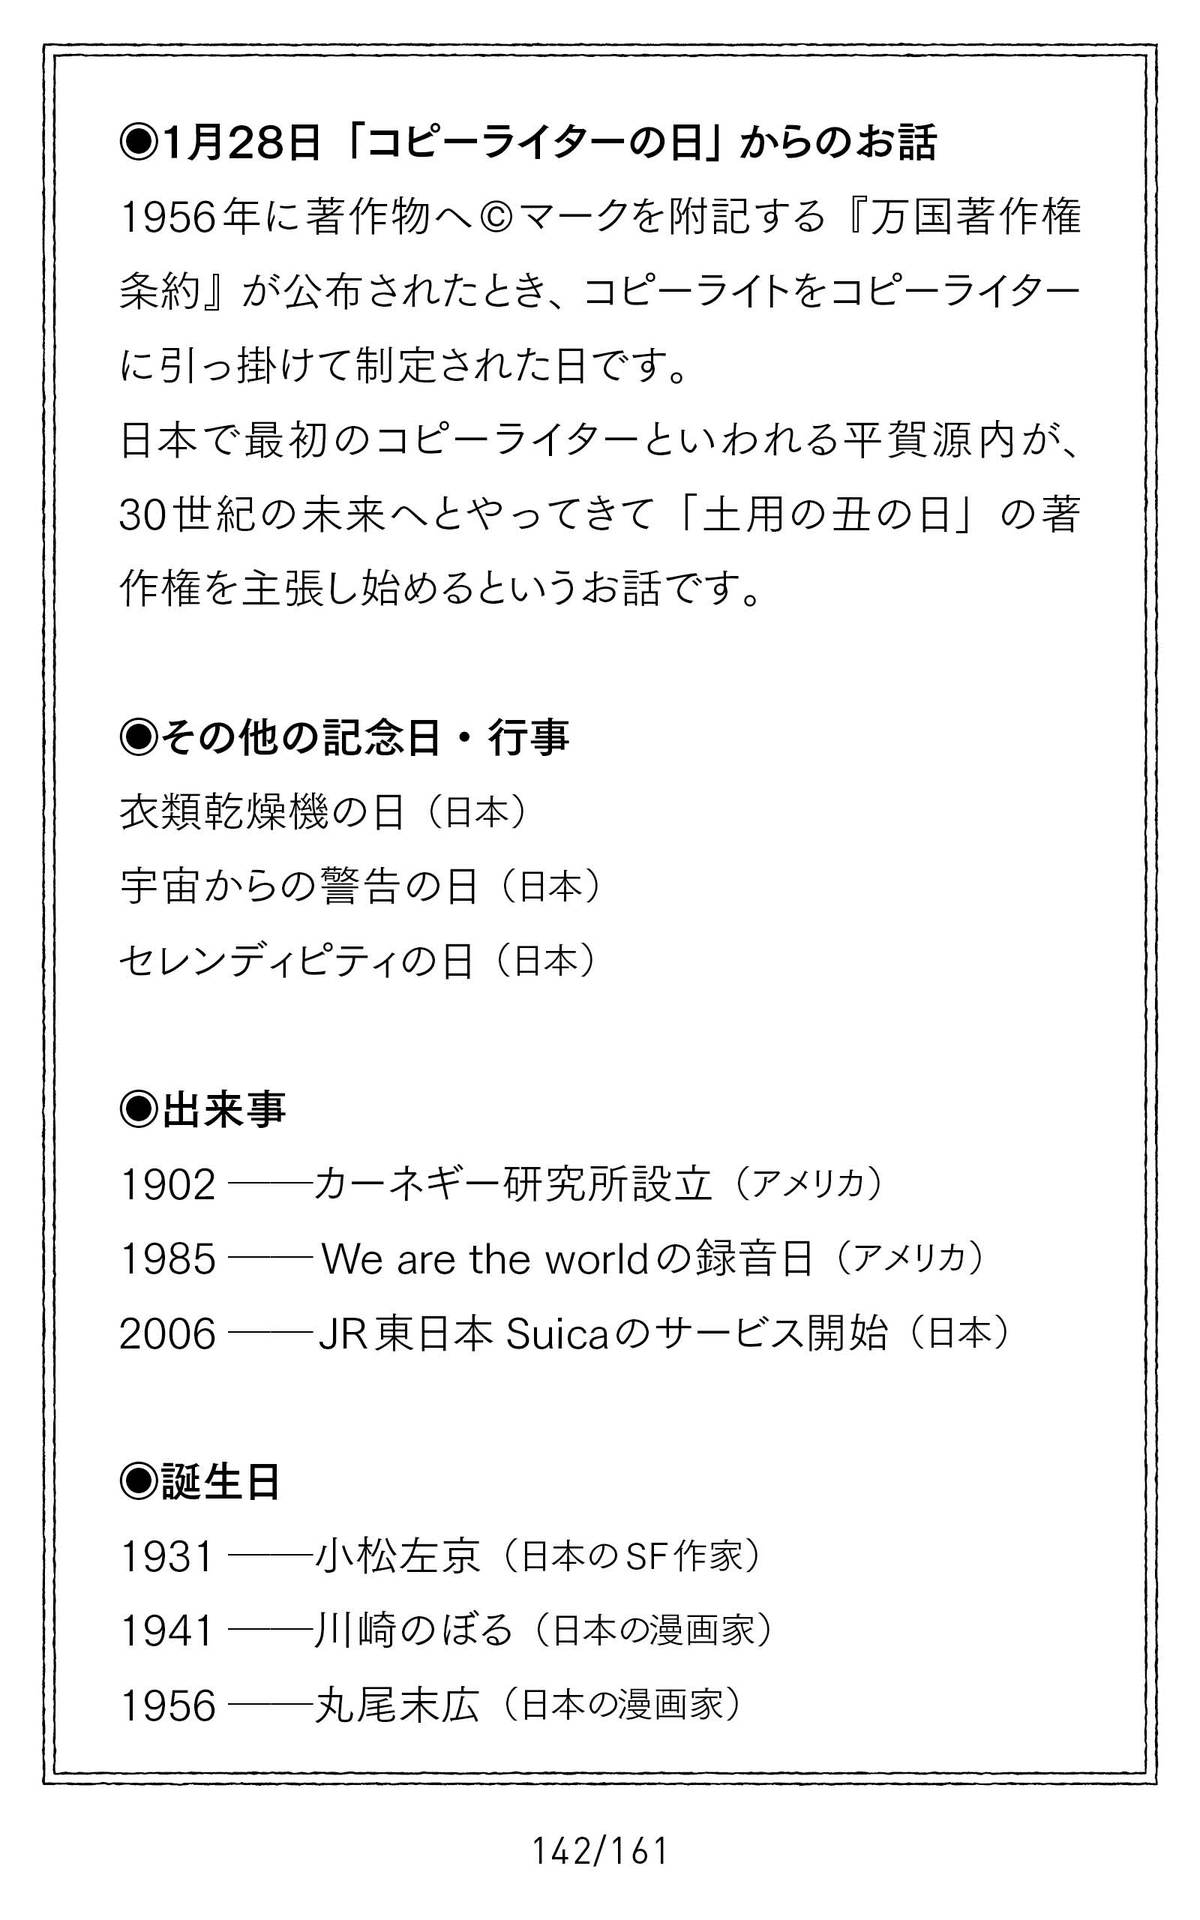 ◉1月28日「コピーライターの日」からのお話
1956年に著作物へ©マークを附記する『万国著作権
条約』が公布されたとき、コピーライトをコピーライター
に引っ掛けて制定された日です。
日本で最初のコピーライターといわれる平賀源内が、
30世紀の未来へとやってきて「土用の丑の日」の著
作権を主張し始めるというお話です。
◉その他の記念日・行事
衣類乾燥機の日（日本）
宇宙からの警告の日（日本）
セレンディピティの日（日本）
◉出来事
1902 ──カーネギー研究所設立（アメリカ）
1985 ──We are the worldの録音日（アメリカ）
2006 ──JR東日本 Suicaのサービス開始（日本）
◉誕生日
1931 ──小松左京（日本のSF作家）
1941 ──川崎のぼる（日本の漫画家）
1956 ──丸尾末広（日本の漫画家）
142/161